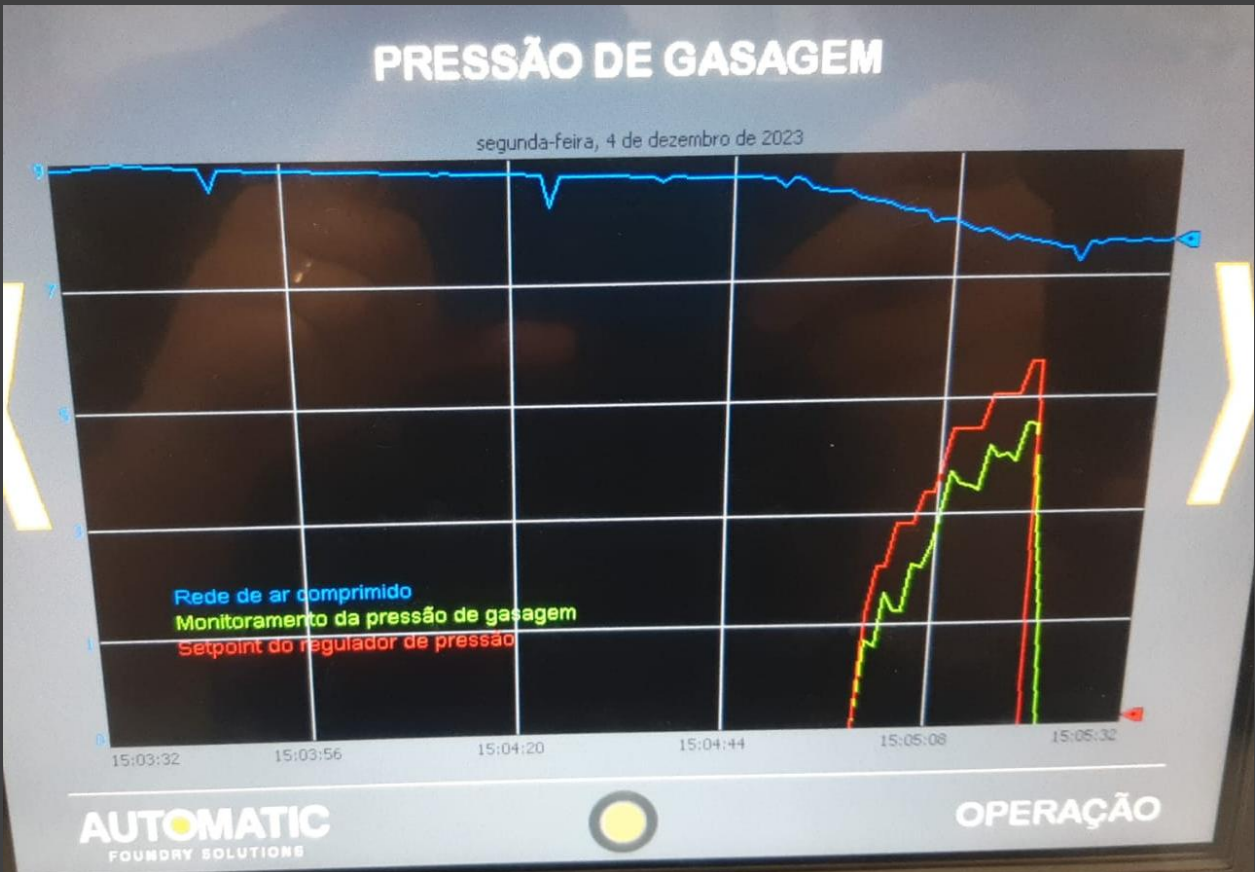 PRESSÃO DE GASAGEM
segunda-feira, 4 de dezembro de 2023
9
7
5
3
Rede de ar comprimido
Monitoramento da pressão de gasagem
1
Setpoint do regulador de pressão
0
15:03:32
15:03:56
15:04:20
15:04:44
15:05:08
15:05:32
AUTOMATIC
FOUNDRY SOLUTIONS
OPERAÇÃO